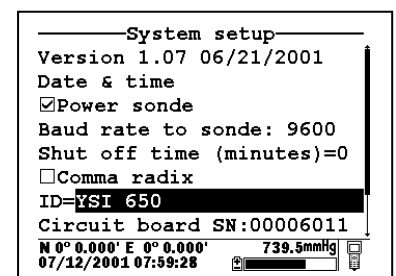 System setup
Version 1.07 06/21/2001
Date & time
☑Power sonde
Baud rate to sonde: 9600
Shut off time (minutes)=0
☐Comma radix
ID=YSI 650
Circuit board SN:00006011
N 0° 0.000' E 0° 0.000' 739.5mmHg
07/12/2001 07:59:28